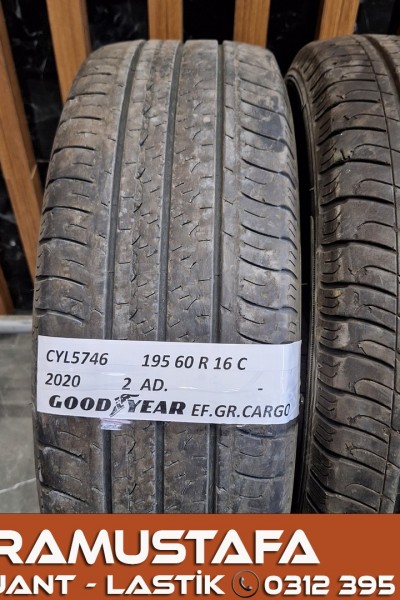 CYL5746 195 60 R 16 C
2020 2 AD. -
GOODYEAR EF.GR.CARGO
RAMUSTAFA
JANT - LASTİK 0312 395